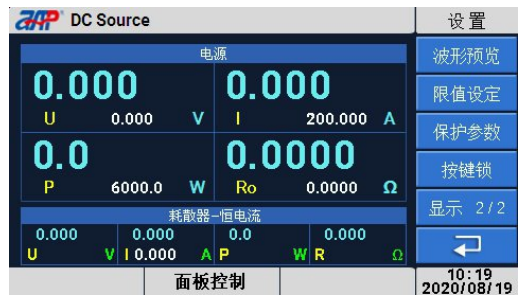 ZAP DC Source
设置
电源
0.000 0.000
U 0.000 V I 200.000 A
0.0 0.0000
P 6000.0 W Ro 0.0000 Ω
耗散器-恒电流
0.000 0.000 0.0 0.000
U V I 0.000 A P W R Ω
波形预览
限值设定
保护参数
按键锁
显示 2/2
面板控制
10:19
2020/08/19